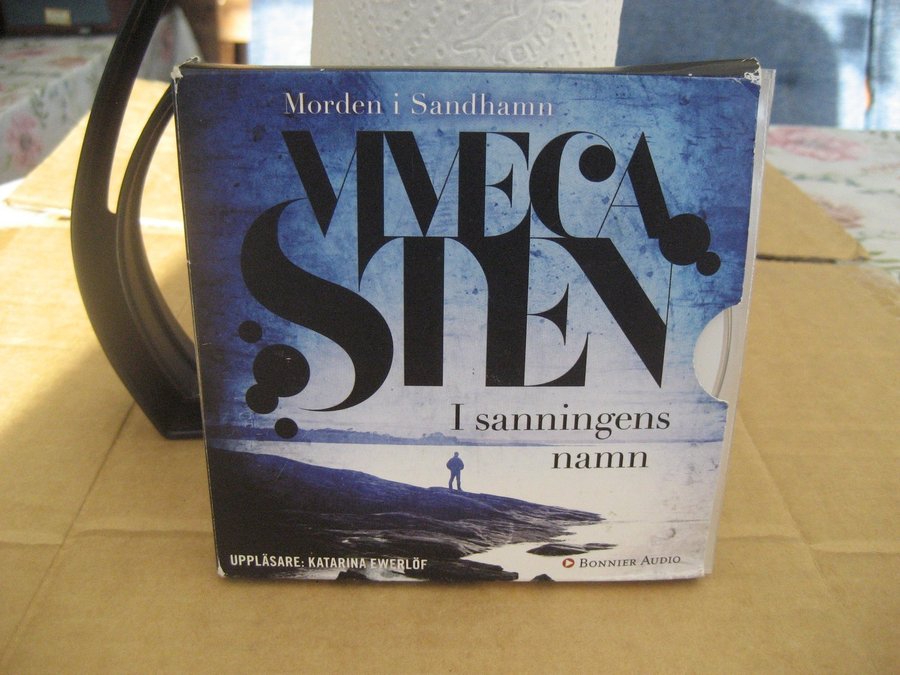 Morden i Sandhamn
VIVECA
STEN
I sanningens
namn
UPPLÄSARE: KATARINA EWERLÖF
BONNIER AUDIO